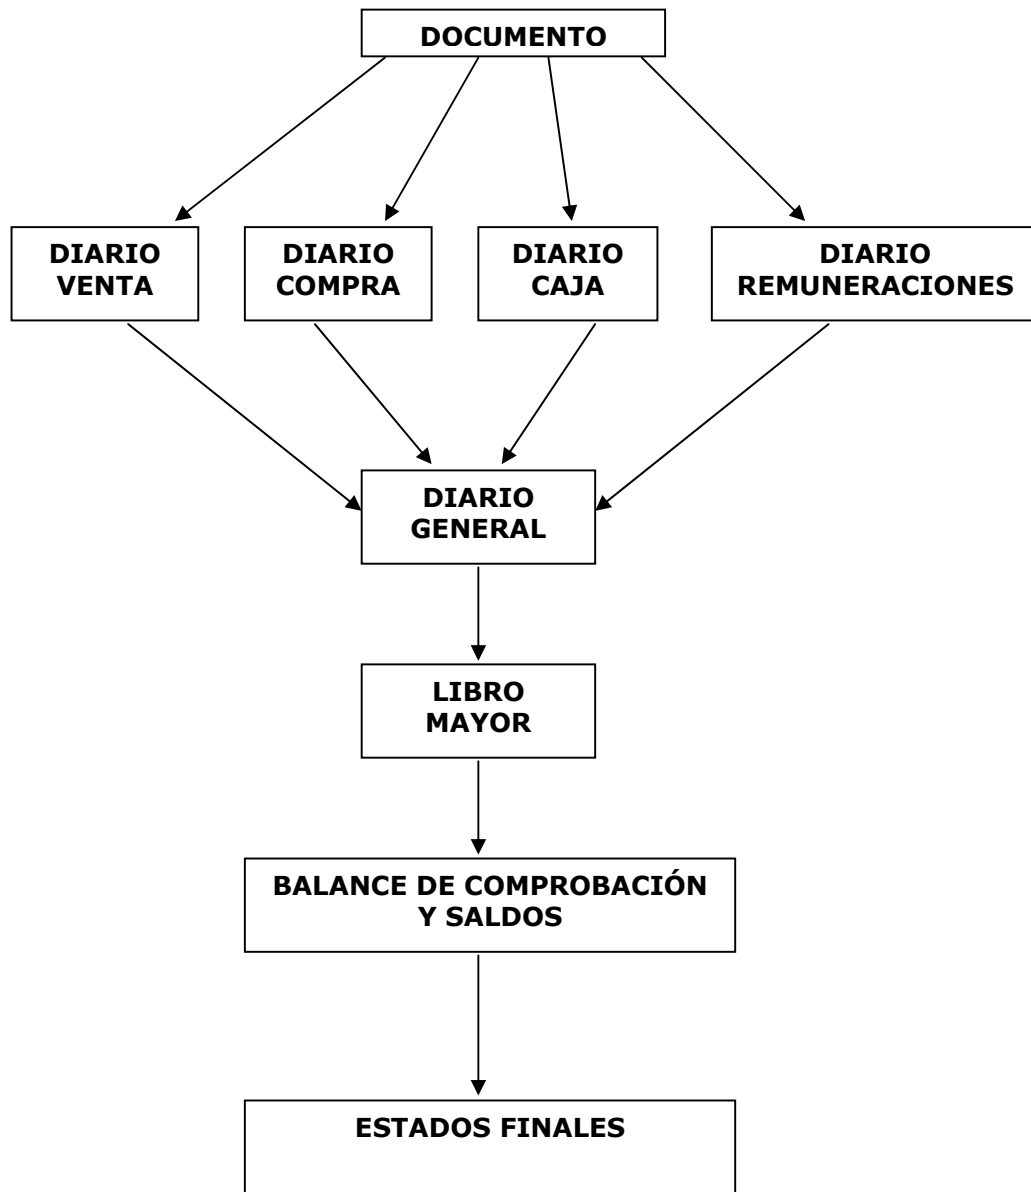 DOCUMENTO
DIARIO
VENTA
DIARIO
COMPRA
DIARIO
CAJA
DIARIO
REMUNERACIONES
DIARIO
GENERAL
LIBRO
MAYOR
BALANCE DE COMPROBACIÓN
Y SALDOS
ESTADOS FINALES